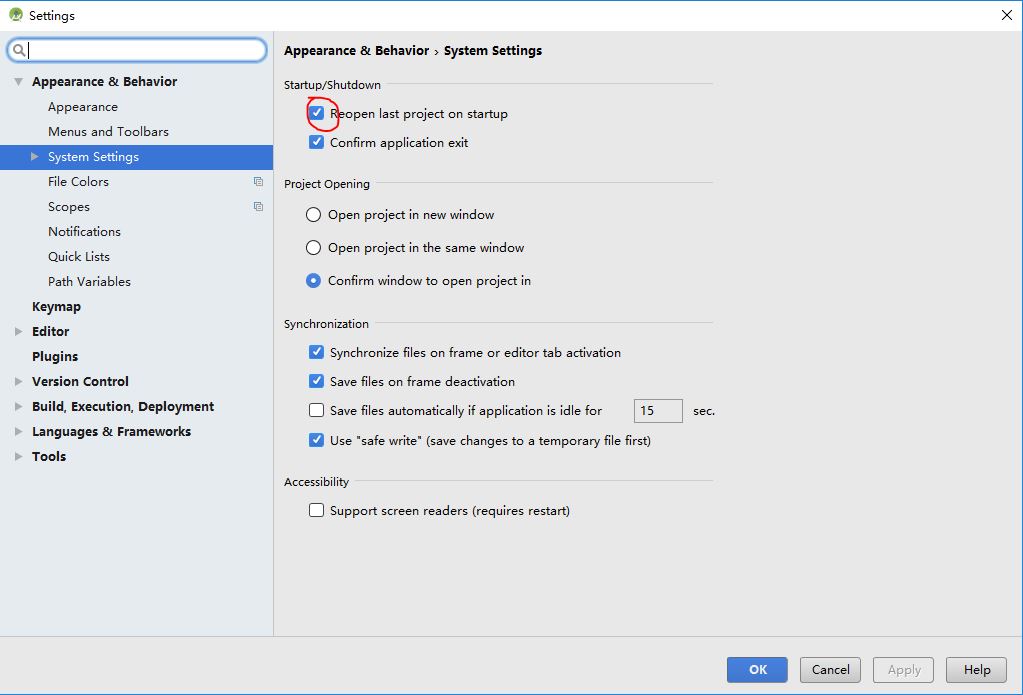 Settings
Appearance & Behavior
Appearance
Menus and Toolbars
System Settings
File Colors
Scopes
Notifications
Quick Lists
Path Variables
Keymap
Editor
Plugins
Version Control
Build, Execution, Deployment
Languages & Frameworks
Tools
Appearance & Behavior › System Settings
Startup/Shutdown
Reopen last project on startup
Confirm application exit
Project Opening
Open project in new window
Open project in the same window
Confirm window to open project in
Synchronization
Synchronize files on frame or editor tab activation
Save files on frame deactivation
Save files automatically if application is idle for 15 sec.
Use "safe write" (save changes to a temporary file first)
Accessibility
Support screen readers (requires restart)
OK Cancel Apply Help